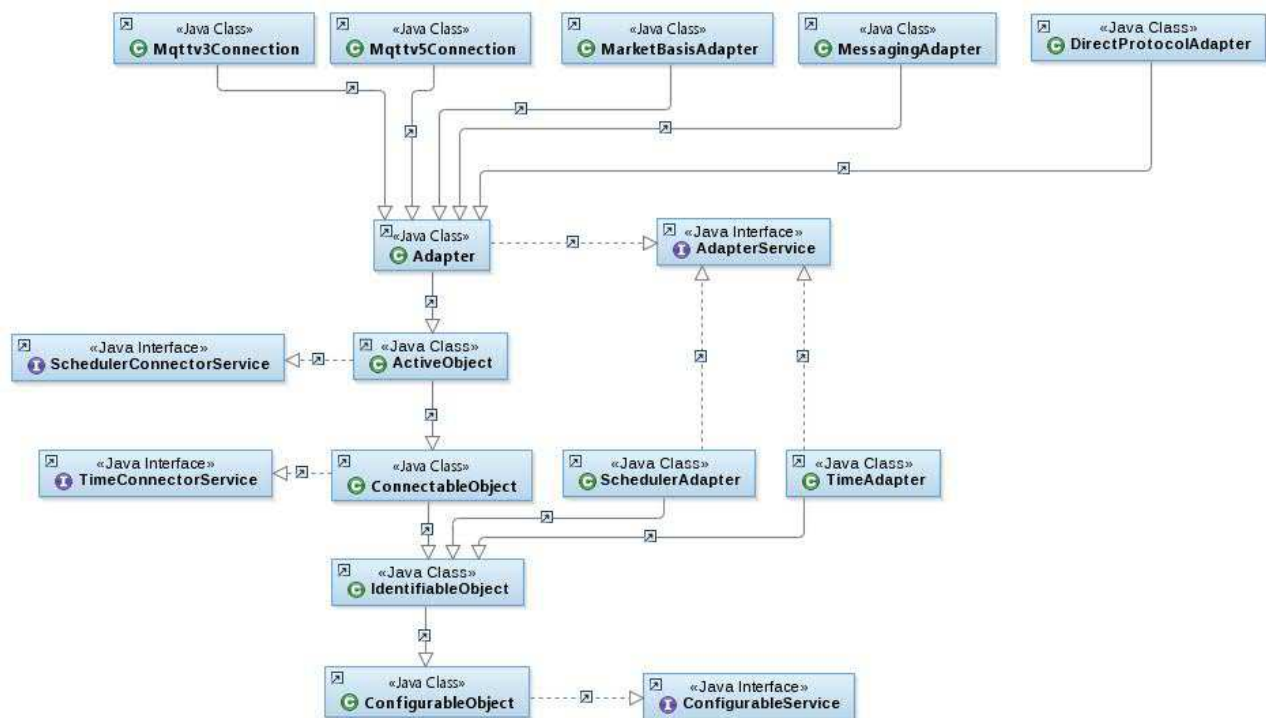 «Java Class»
Mqttv3Connection
«Java Class»
Mqttv5Connection
«Java Class»
MarketBasisAdapter
«Java Class»
MessagingAdapter
«Java Class»
DirectProtocolAdapter
«Java Class»
Adapter
«Java Interface»
AdapterService
«Java Interface»
SchedulerConnectorService
«Java Class»
ActiveObject
«Java Interface»
TimeConnectorService
«Java Class»
ConnectableObject
«Java Class»
SchedulerAdapter
«Java Class»
TimeAdapter
«Java Class»
IdentifiableObject
«Java Class»
ConfigurableObject
«Java Interface»
ConfigurableService